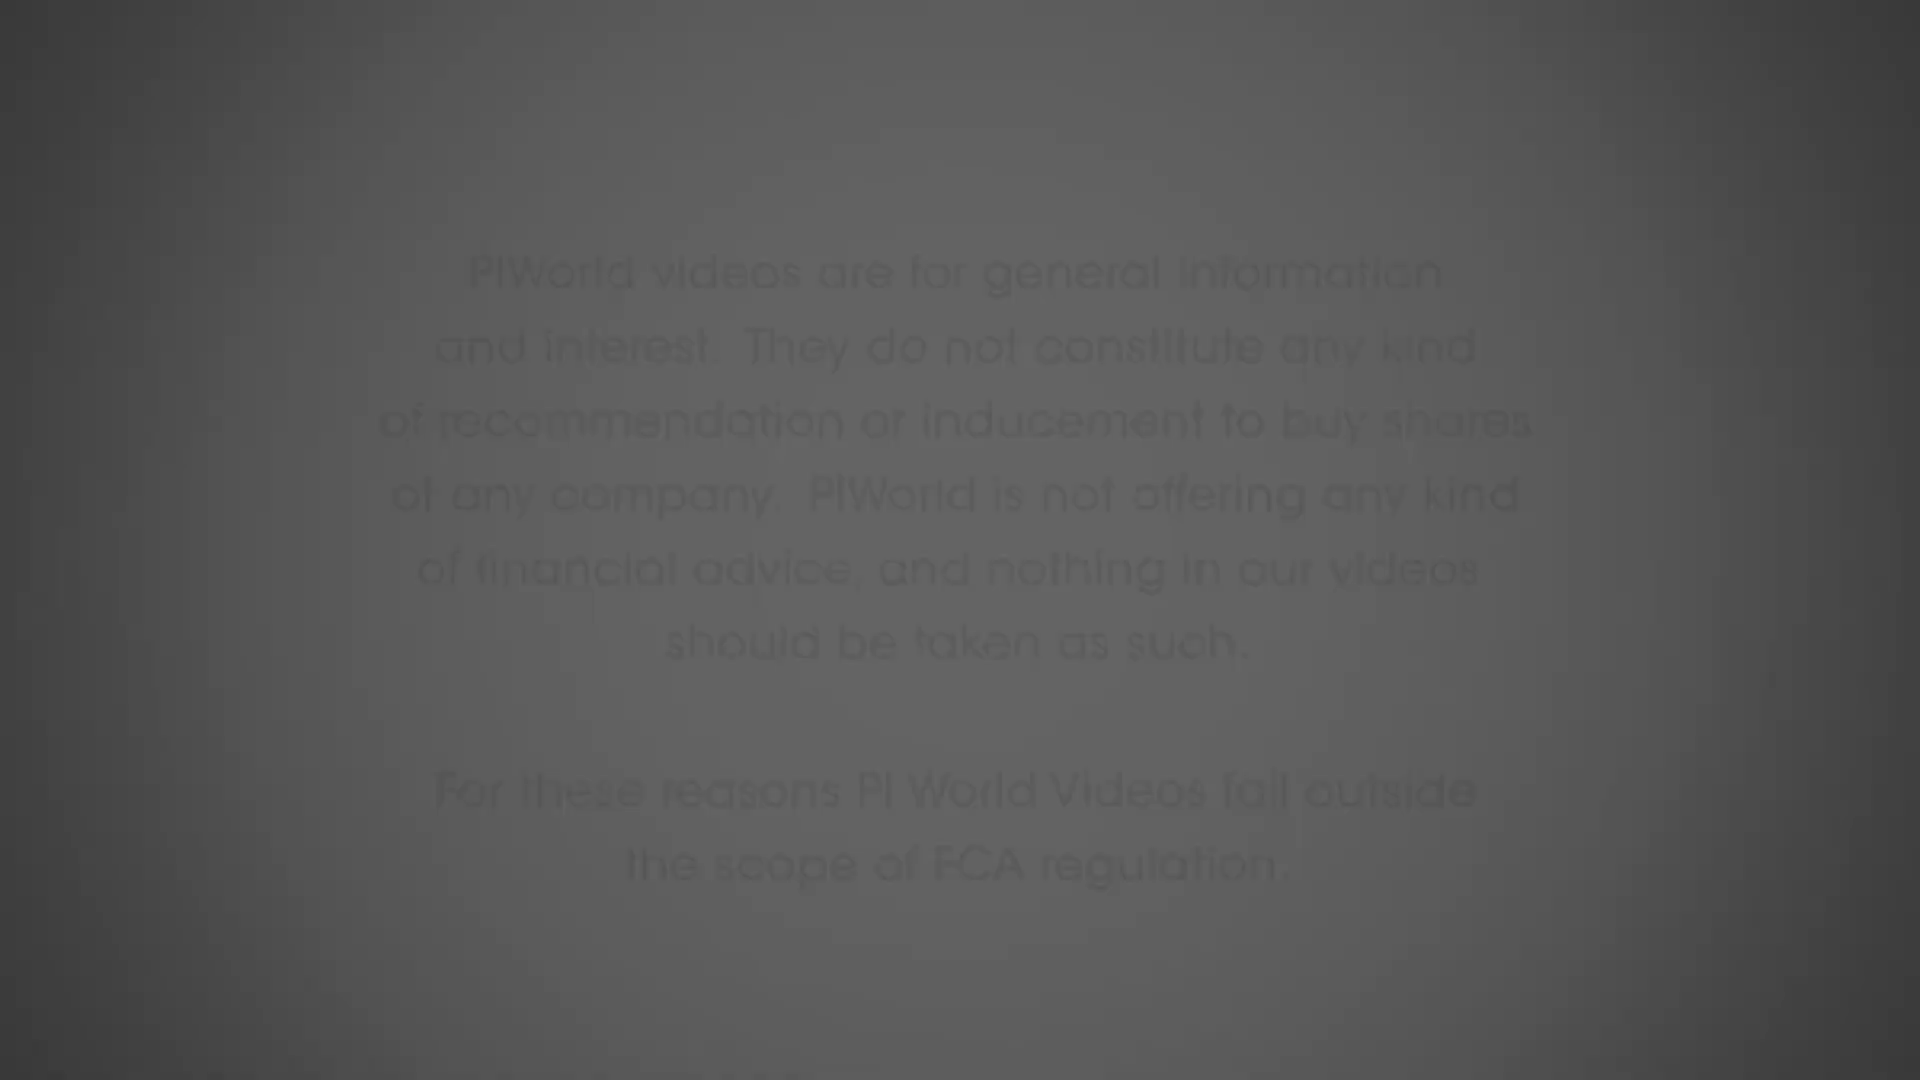 PIWorld videos are for general information
and interest. They do not constitute any kind
of recommendation or inducement to buy shares
of any company. PIWorld is not offering any kind
of financial advice, and nothing in our videos
should be taken as such.
For these reasons PI World Videos fall outside
the scope of FCA regulation.